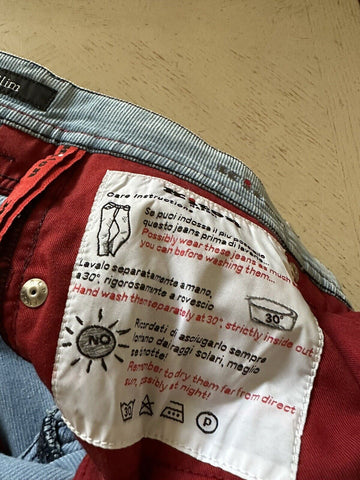 Slim
Care instructions
Se puoi indossa il più a
questo jeans prima di lavarlo
Possibly wear these jeans as much
you can before washing them...
Lavalo separatamente a mano
a 30°, rigorosamente a rovescio
Hand wash them separately at 30°, strictly inside out
30°
NO
Ricordati di asciugarlo sempre
lontano dai raggi solari, meglio
se di notte!
Remember to dry them far from direct
sun, possibly at night!
30
P